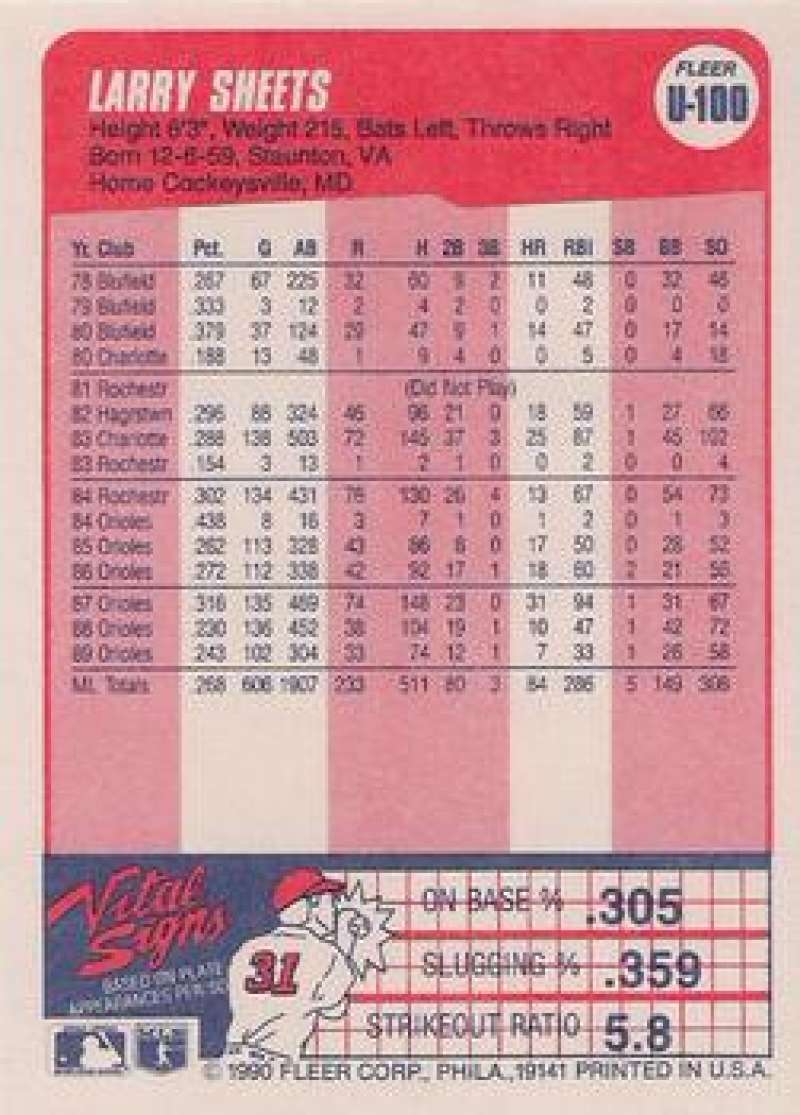 LARRY SHEETS
FLEER
U-100
Height 6'3", Weight 215, Bats Left, Throws Right
Born 12-6-59, Staunton, VA
Home Cockeysville, MD
Yr. Club Pct. G AB R H 2B 3B HR RBI SB BB SO
78 Blufield .267 67 225 32 60 9 2 11 48 0 32 46
79 Blufield .333 3 12 2 4 2 0 0 2 0 0 0
80 Blufield .379 37 124 29 47 9 1 14 47 0 17 14
80 Charlotte .188 13 48 1 9 4 0 0 5 0 4 18
81 Rochestr (Did Not Play)
82 Hagrstwn .296 88 324 46 96 21 0 18 59 1 27 66
83 Charlotte .288 138 503 72 145 37 3 25 87 1 45 102
83 Rochestr .154 3 13 1 2 1 0 0 2 0 0 4
84 Rochestr .302 134 431 76 130 26 4 13 67 0 54 73
84 Orioles .438 8 16 3 7 1 0 1 2 0 1 3
85 Orioles .262 113 328 43 86 8 0 17 50 0 28 52
86 Orioles .272 112 338 42 92 17 1 18 60 2 21 56
87 Orioles .316 135 469 74 148 23 0 31 94 1 31 67
88 Orioles .230 136 452 38 104 19 1 10 47 1 42 72
89 Orioles .243 102 304 33 74 12 1 7 33 1 26 58
ML Totals .268 606 1907 233 511 80 3 84 286 5 149 308
Vital
Signs
BASED ON PLATE
APPEARANCES PER SO
31
ON BASE % .305
SLUGGING % .359
STRIKEOUT RATIO 5.8
© 1990 FLEER CORP., PHILA., 19141 PRINTED IN U.S.A.